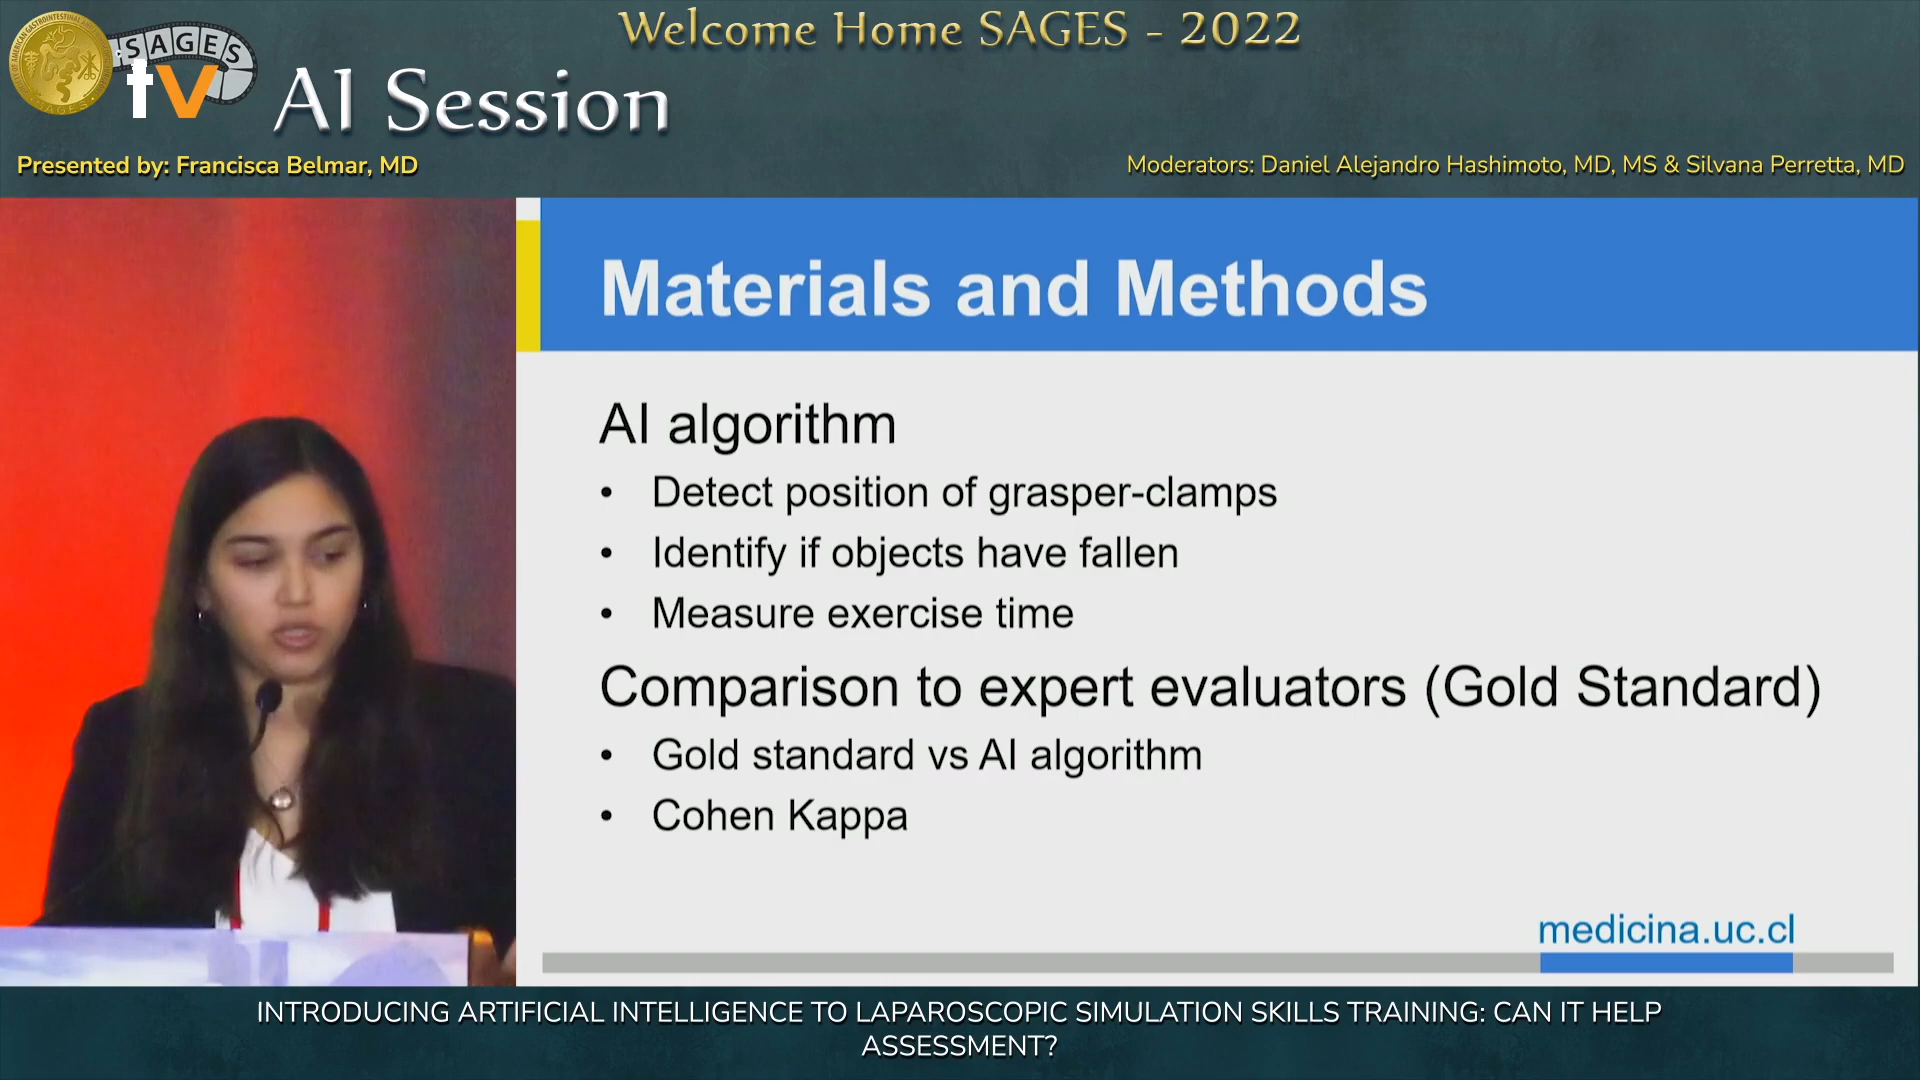 Welcome Home SAGES - 2022
SAGES
tv
AI Session
Presented by: Francisca Belmar, MD
Moderators: Daniel Alejandro Hashimoto, MD, MS & Silvana Perretta, MD
Materials and Methods
AI algorithm
• Detect position of grasper-clamps
• Identify if objects have fallen
• Measure exercise time
Comparison to expert evaluators (Gold Standard)
• Gold standard vs AI algorithm
• Cohen Kappa
medicina.uc.cl
INTRODUCING ARTIFICIAL INTELLIGENCE TO LAPAROSCOPIC SIMULATION SKILLS TRAINING: CAN IT HELP
ASSESSMENT?